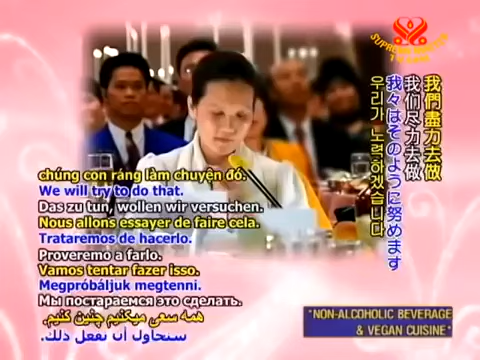 SUPREME MASTER
TV.COM
我們盡力去做
我们尽力去做
我々はそのように努めます
우리가 노력하겠습니다
chúng con ráng làm chuyện đó.
We will try to do that.
Das zu tun, wollen wir versuchen.
Nous allons essayer de faire cela.
Trataremos de hacerlo.
Proveremo a farlo.
Vamos tentar fazer isso.
Megpróbáljuk megtenni.
Мы постараемся это сделать.
همه سعی میکنیم چنین کنیم.
سنحاول أن نفعل ذلك.
"NON-ALCOHOLIC BEVERAGE
& VEGAN CUISINE"